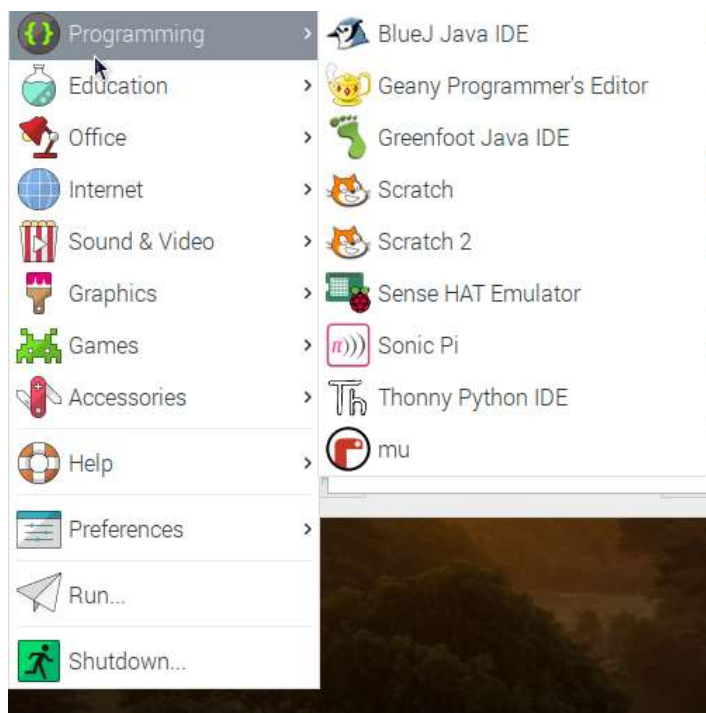 Programming
Education
Office
Internet
Sound & Video
Graphics
Games
Accessories
Help
Preferences
Run...
Shutdown...
BlueJ Java IDE
Geany Programmer's Editor
Greenfoot Java IDE
Scratch
Scratch 2
Sense HAT Emulator
π)))
Sonic Pi
Th
Thonny Python IDE
mu